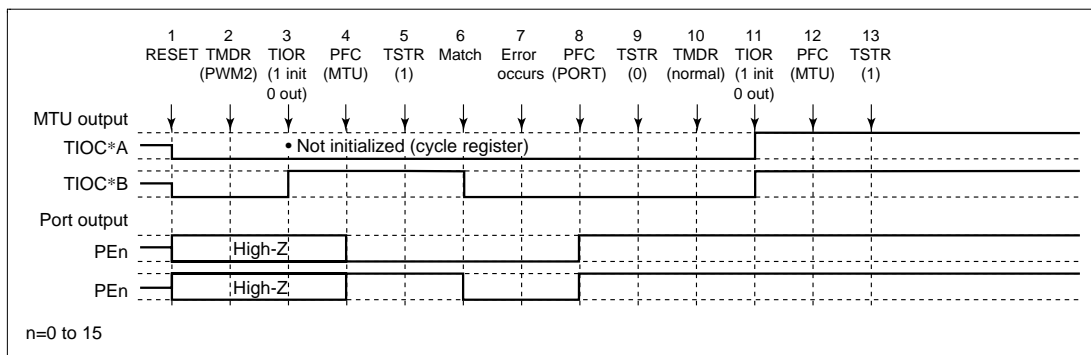 1 2 3 4 5 6 7 8 9 10 11 12 13
RESET TMDR TIOR PFC TSTR Match Error PFC TSTR TMDR TIOR PFC TSTR
(PWM2) (1 init (MTU) (1) occurs (PORT) (0) (normal) (1 init (MTU) (1)
0 out) 0 out)
MTU output
TIOC*A • Not initialized (cycle register)
TIOC*B
Port output
PEn High-Z
PEn High-Z
n=0 to 15